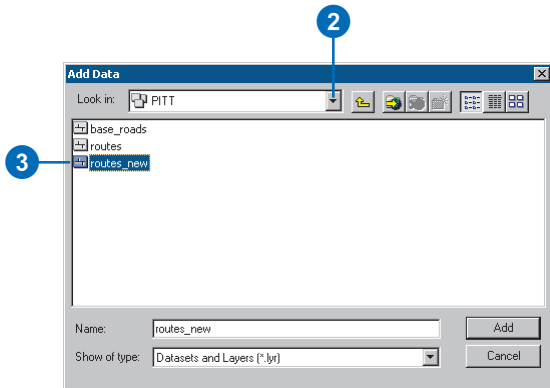 2
Add Data
Look in: PITT
base_roads
routes
3
routes_new
Name: routes_new Add
Show of type: Datasets and Layers (*.lyr) Cancel